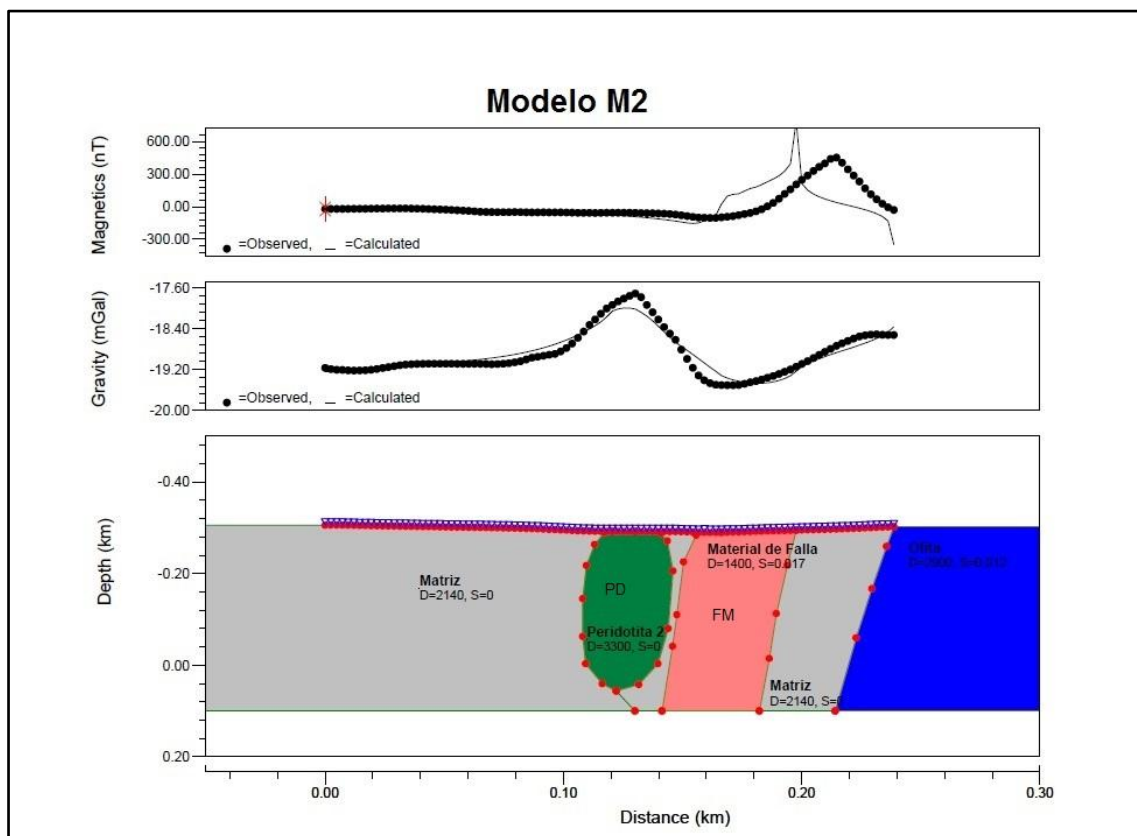 Modelo M2
Magnetics (nT)
600.00
300.00
0.00
-300.00
=Observed, =Calculated
Gravity (mGal)
-17.60
-18.40
-19.20
-20.00
=Observed, =Calculated
Depth (km)
-0.40
-0.20
0.00
0.20
Matriz
D=2140, S=0
PD
Peridotita 2
D=3300, S=0
Material de Falla
D=1400, S=0.017
FM
Matriz
D=2140, S=0
Ofita
0.00
0.10
0.20
0.30
Distance (km)